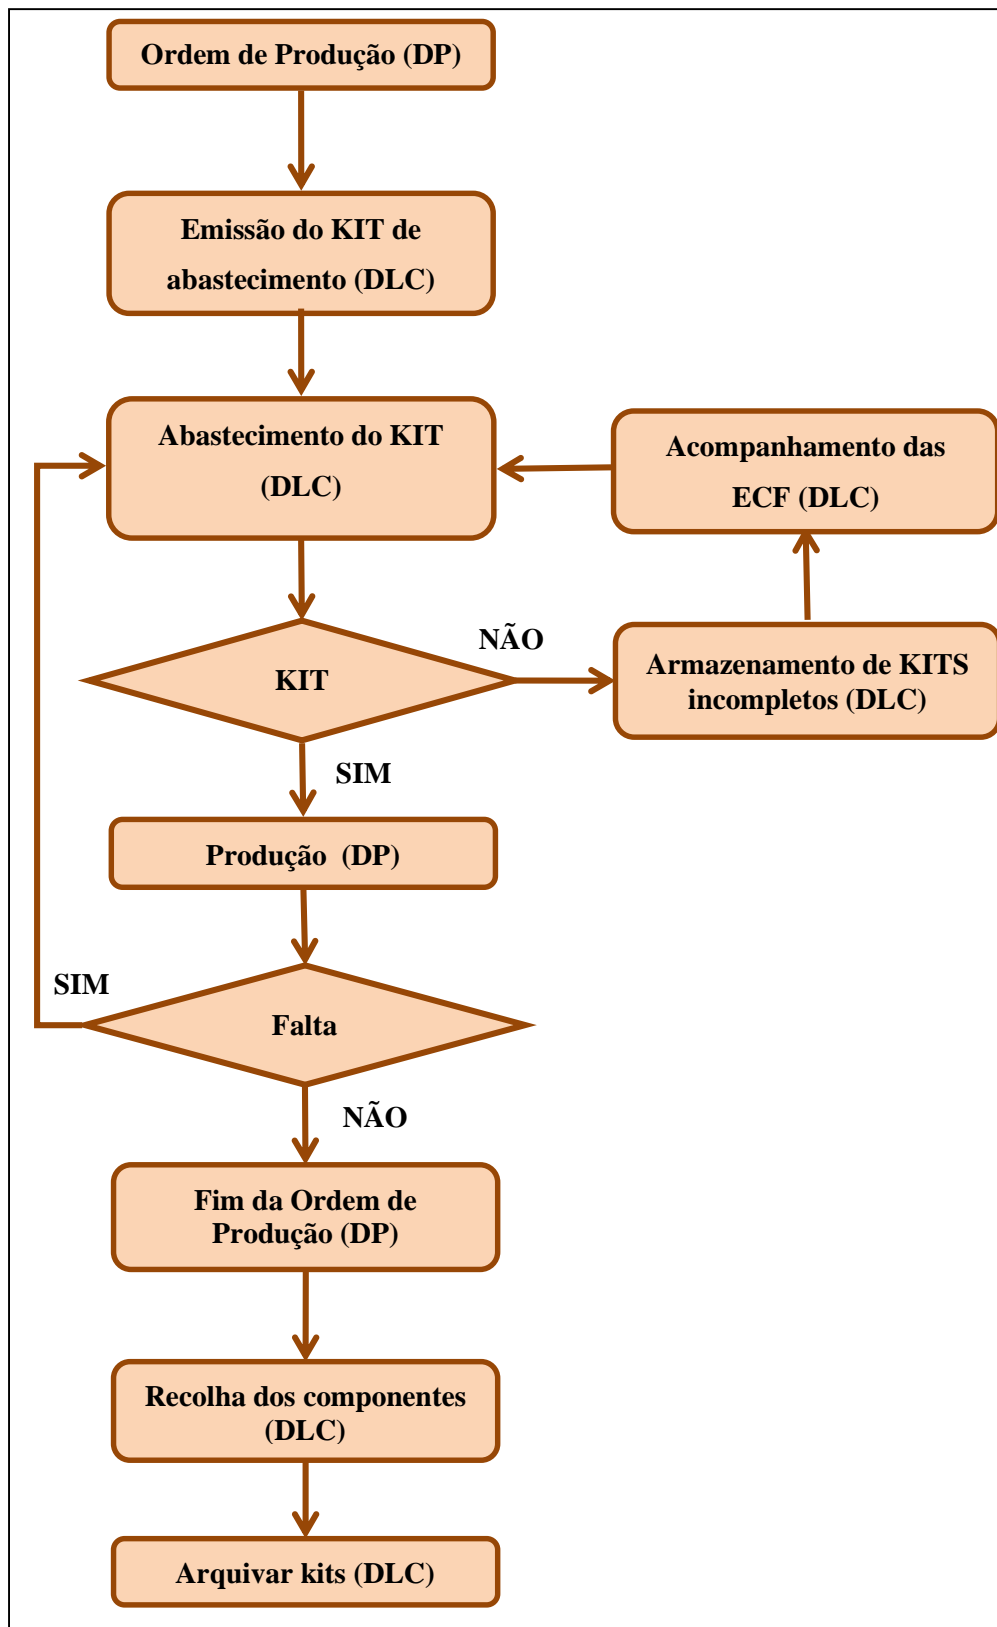 Ordem de Produção (DP)
Emissão do KIT de
abastecimento (DLC)
Abastecimento do KIT
(DLC)
Acompanhamento das
ECF (DLC)
NÃO
KIT
Armazenamento de KITS
incompletos (DLC)
SIM
Produção (DP)
SIM
Falta
NÃO
Fim da Ordem de
Produção (DP)
Recolha dos componentes
(DLC)
Arquivar kits (DLC)